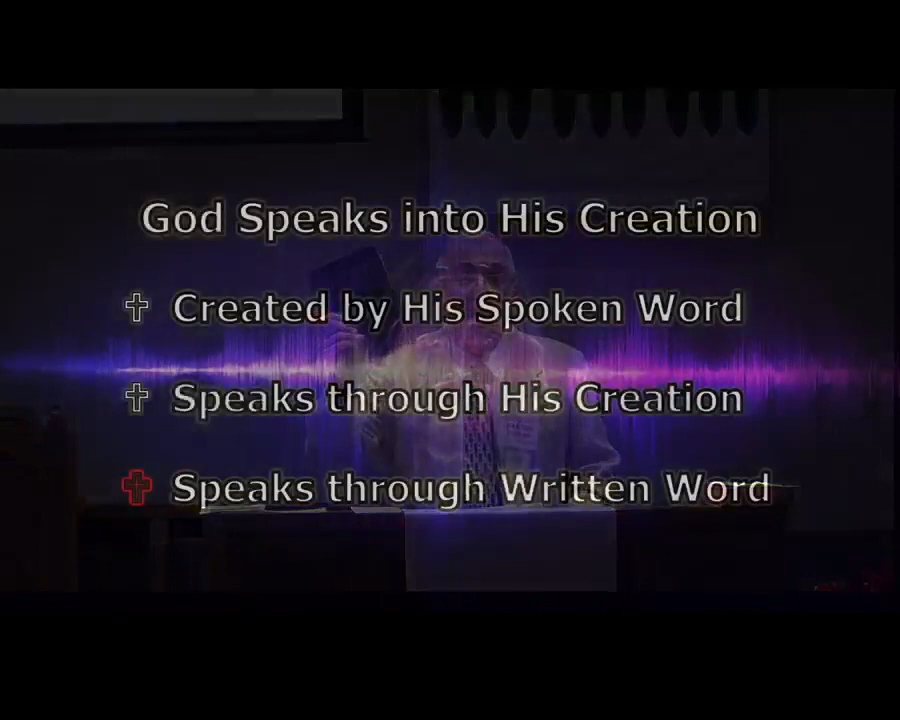 God Speaks into His Creation
Created by His Spoken Word
Speaks through His Creation
Speaks through Written Word